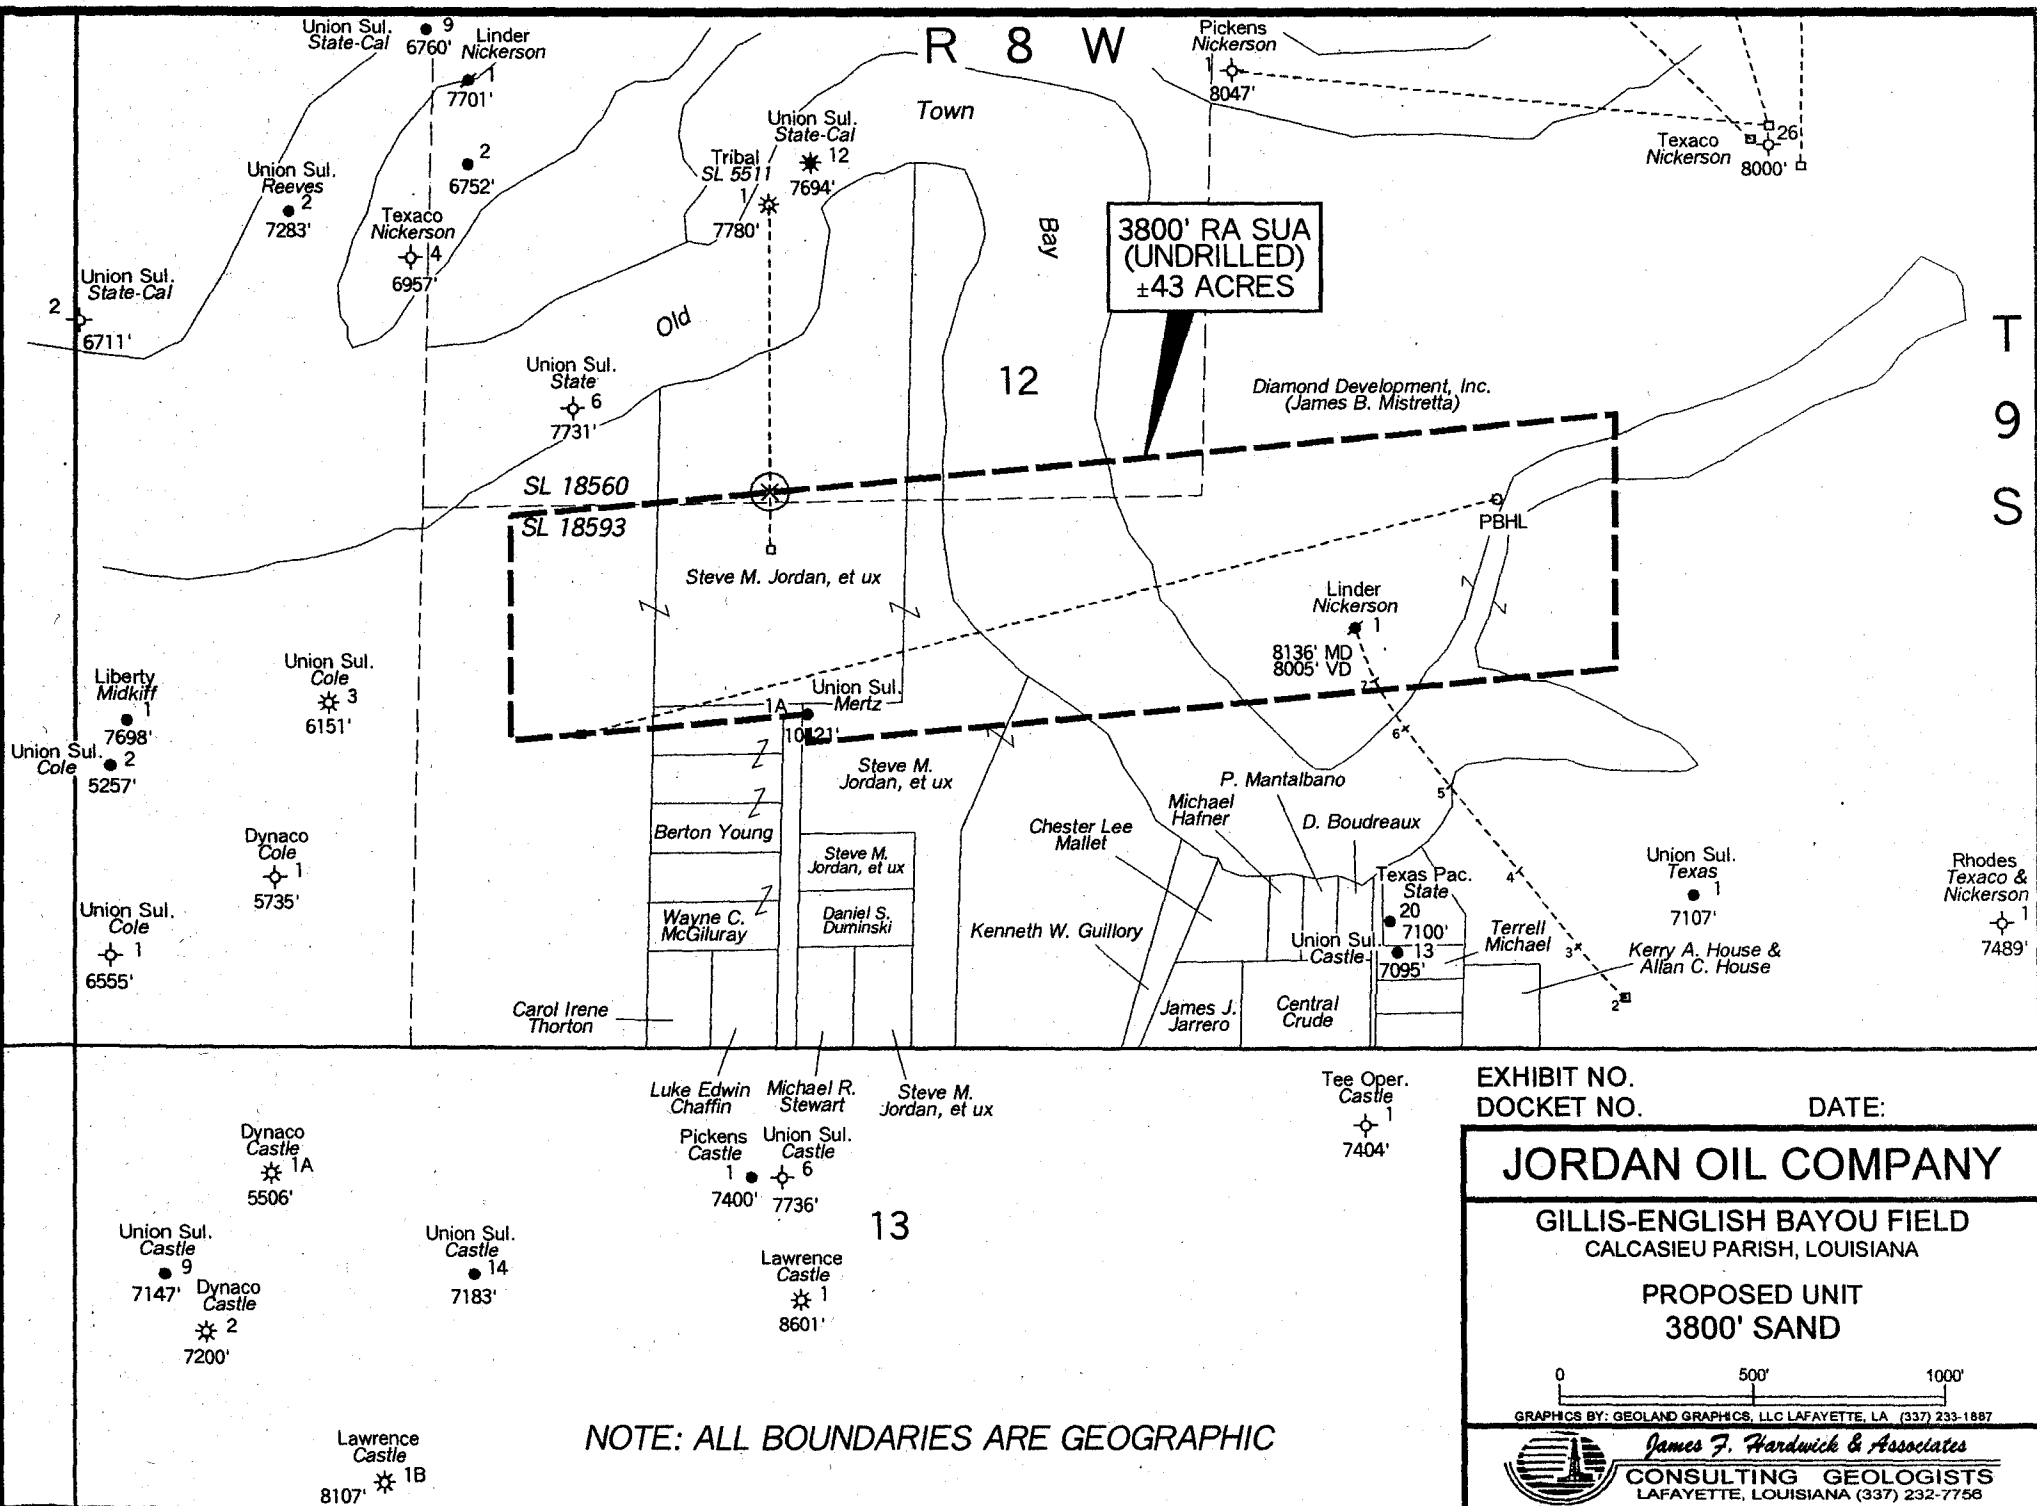 R 8 W
T
9
S
Union Sul.
State-Cal
9
6760'
Linder
Nickerson
1
7701'
2
6752'
Union Sul.
Reeves
2
7283'
Texaco
Nickerson
4
6957'
Union Sul.
State-Cal
2
6711'
Union Sul.
State-Cal
12
7694'
Tribal
SL 5511
1
7780'
Town
Bay
Old
Pickens
Nickerson
1
8047'
Texaco
Nickerson
26
8000'
3800' RA SUA
(UNDRILLED)
±43 ACRES
12
Union Sul.
State
6
7731'
Diamond Development, Inc.
(James B. Mistretta)
SL 18560
SL 18593
PBHL
Steve M. Jordan, et ux
Linder
Nickerson
1
8136' MD
8005' VD
7
6
5
4
3
2
Liberty
Midkiff
1
7698'
Union Sul.
Cole
3
6151'
Union Sul.
Cole
2
5257'
1A
Union Sul.
Mertz
Steve M.
Jordan, et ux
P. Mantalbano
Michael
Hafner
D. Boudreaux
Chester Lee
Mallet
Berton Young
Steve M.
Jordan, et ux
Dynaco
Cole
1
5735'
Texas Pac.
State
20
7100'
Union Sul.
Texas
1
7107'
Rhodes
Texaco &
Nickerson
1
7489'
Union Sul.
Cole
1
6555'
Wayne C.
McGiluray
Daniel S.
Duminski
Kenneth W. Guillory
Union Sul.
Castle
13
7095'
Terrell
Michael
Kerry A. House &
Allan C. House
Carol Irene
Thorton
James J.
Jarrero
Central
Crude
Luke Edwin
Chaffin
Michael R.
Stewart
Steve M.
Jordan, et ux
Tee Oper.
Castle
1
7404'
Dynaco
Castle
1A
5506'
Pickens
Castle
1
7400'
Union Sul.
Castle
6
7736'
13
Union Sul.
Castle
9
7147'
Dynaco
Castle
2
7200'
Union Sul.
Castle
14
7183'
Lawrence
Castle
1
8601'
Lawrence
Castle
1B
8107'
NOTE: ALL BOUNDARIES ARE GEOGRAPHIC
EXHIBIT NO.
DOCKET NO. DATE:
JORDAN OIL COMPANY
GILLIS-ENGLISH BAYOU FIELD
CALCASIEU PARISH, LOUISIANA
PROPOSED UNIT
3800' SAND
0 500' 1000'
GRAPHICS BY: GEOLAND GRAPHICS, LLC LAFAYETTE, LA (337) 233-1887
James F. Hardwick & Associates
CONSULTING GEOLOGISTS
LAFAYETTE, LOUISIANA (337) 232-7756